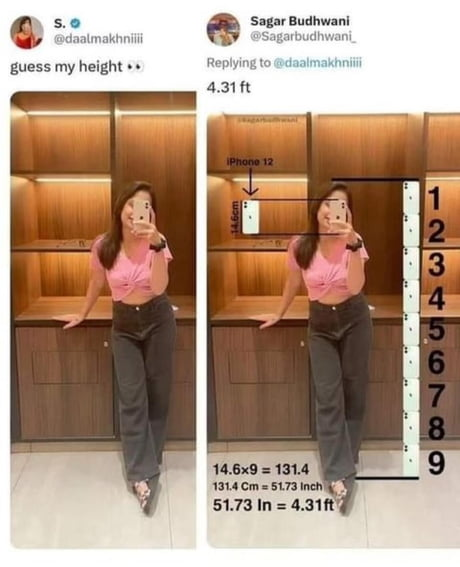 S.
@daalmakhniiii
guess my height 👀
Sagar Budhwani
@Sagarbudhwani_
Replying to @daalmakhniiii
4.31 ft
@Sagarbudhwani_
iPhone 12
14.6cm
1
2
3
4
5
6
7
8
9
14.6×9 = 131.4
131.4 Cm = 51.73 Inch
51.73 In = 4.31ft